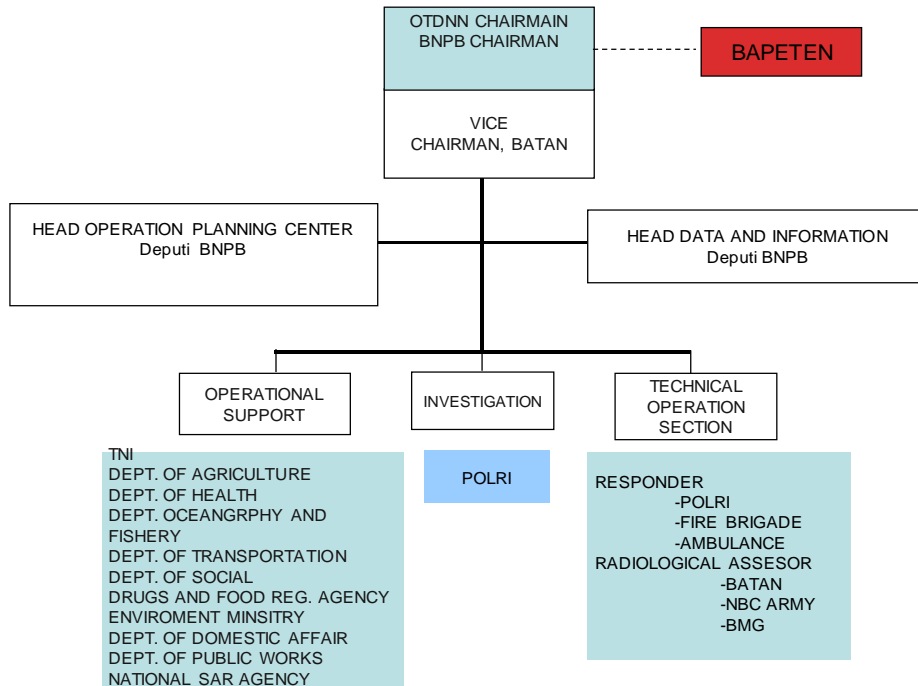 OTDNN CHAIRMAIN
BNPB CHAIRMAN
BAPETEN
VICE
CHAIRMAN, BATAN
HEAD OPERATION PLANNING CENTER
Deputi BNPB
HEAD DATA AND INFORMATION
Deputi BNPB
OPERATIONAL
SUPPORT
INVESTIGATION
TECHNICAL
OPERATION
SECTION
TNI
DEPT. OF AGRICULTURE
DEPT. OF HEALTH
DEPT. OCEANGRPHY AND
FISHERY
DEPT. OF TRANSPORTATION
DEPT. OF SOCIAL
DRUGS AND FOOD REG. AGENCY
ENVIROMENT MINSITRY
DEPT. OF DOMESTIC AFFAIR
DEPT. OF PUBLIC WORKS
NATIONAL SAR AGENCY
POLRI
RESPONDER
-POLRI
-FIRE BRIGADE
-AMBULANCE
RADIOLOGICAL ASSESOR
-BATAN
-NBC ARMY
-BMG